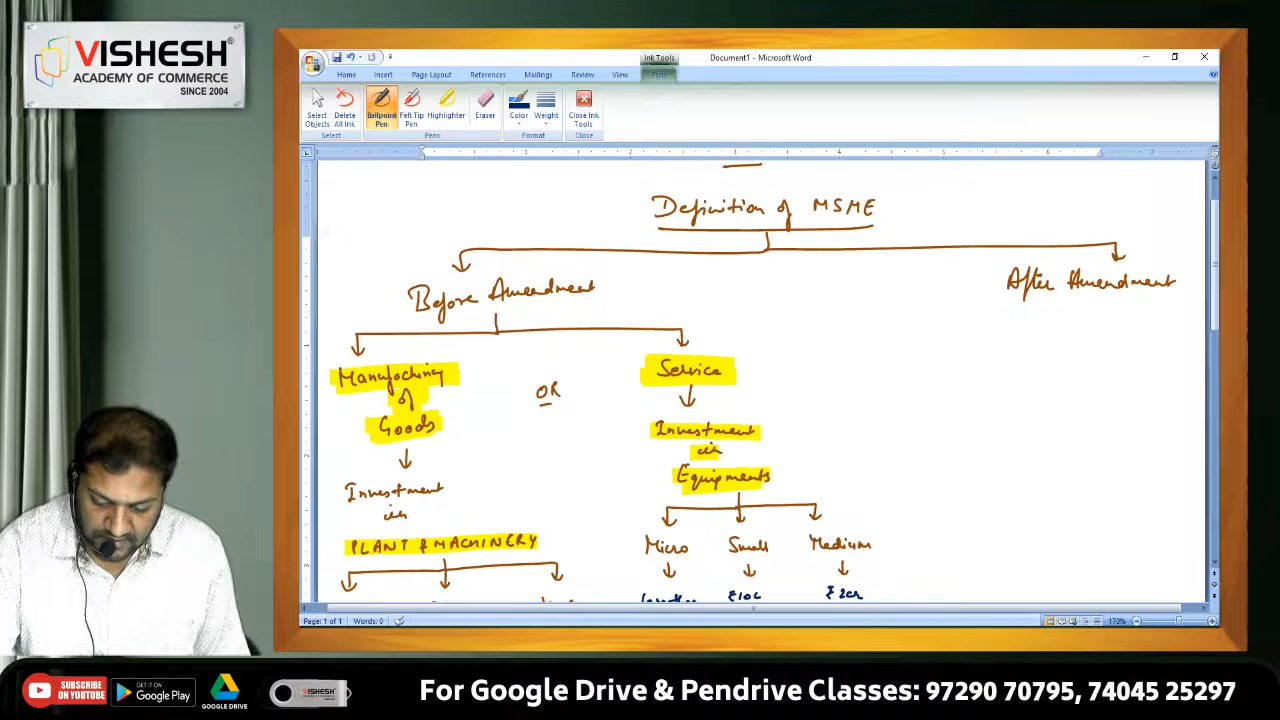 VISHESH®
ACADEMY OF COMMERCE
SINCE 2004
Ink Tools
Document1 - Microsoft Word
Home Insert Page Layout References Mailings Review View Pens
Select Objects
Delete All Ink
Ballpoint Pen
Felt Tip Pen
Highlighter
Eraser
Color
Weight
Close Ink Tools
Select Pens Format Close
Definition of MSME
Before Amendment
After Amendment
Manufacturing
of
Goods
OR
Service
Investment
in
Equipments
Investment
in
PLANT & MACHINERY
Micro Small Medium
₹10L ₹2cr
Page: 1 of 1 Words: 0 170%
SUBSCRIBE
ON YOUTUBE
GET IT ON
Google Play
GOOGLE DRIVE
VISHESH
For Google Drive & Pendrive Classes: 97290 70795, 74045 25297